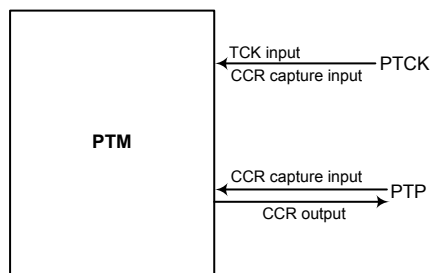 TCK input
PTCK
CCR capture input
PTM
CCR capture input
PTP
CCR output